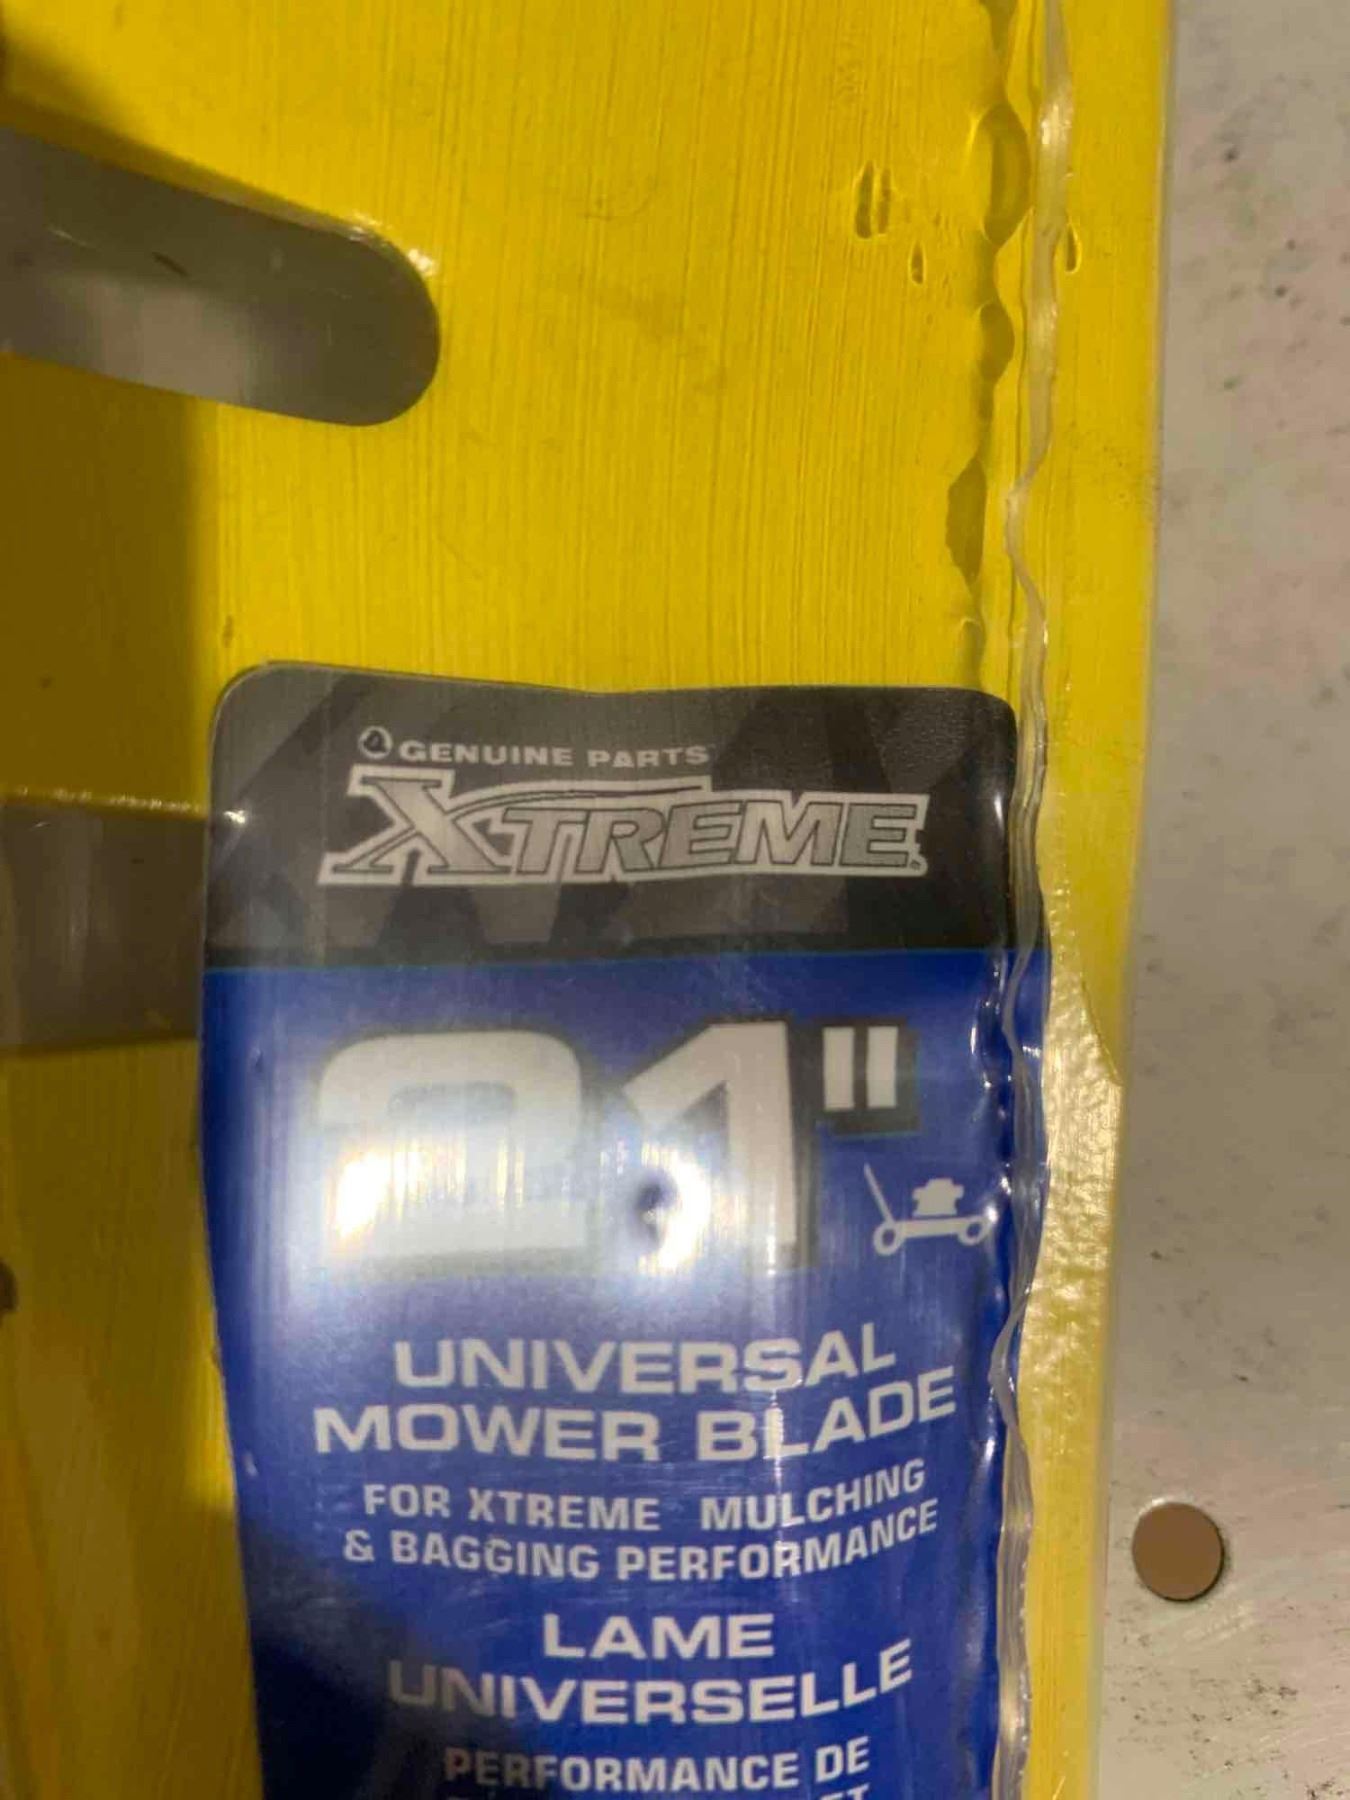 GENUINE PARTS
XTREME
21"
UNIVERSAL
MOWER BLADE
FOR XTREME MULCHING
& BAGGING PERFORMANCE
LAME
UNIVERSELLE
PERFORMANCE DE